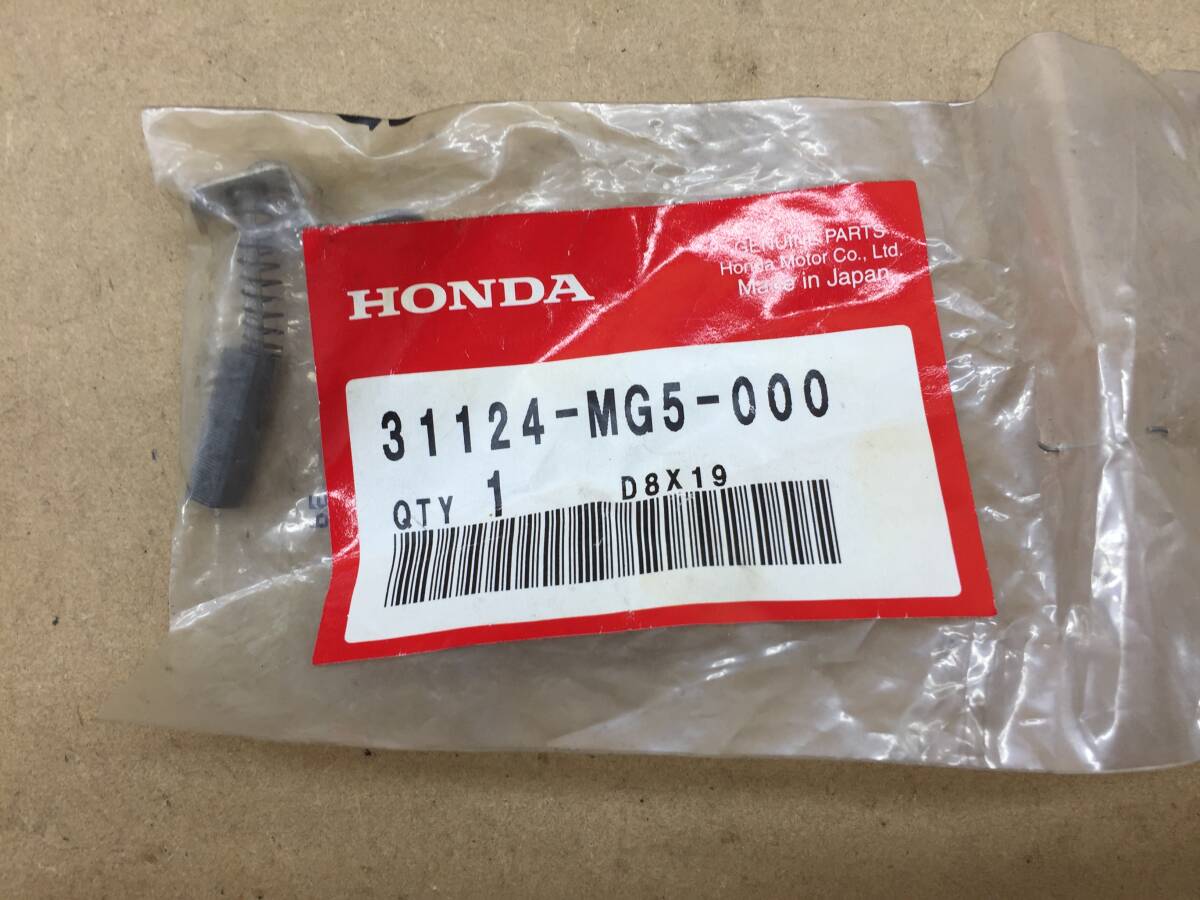 HONDA
GENUINE PARTS
Honda Motor Co., Ltd.
Made in Japan
31124-MG5-000
QTY 1 D8X19